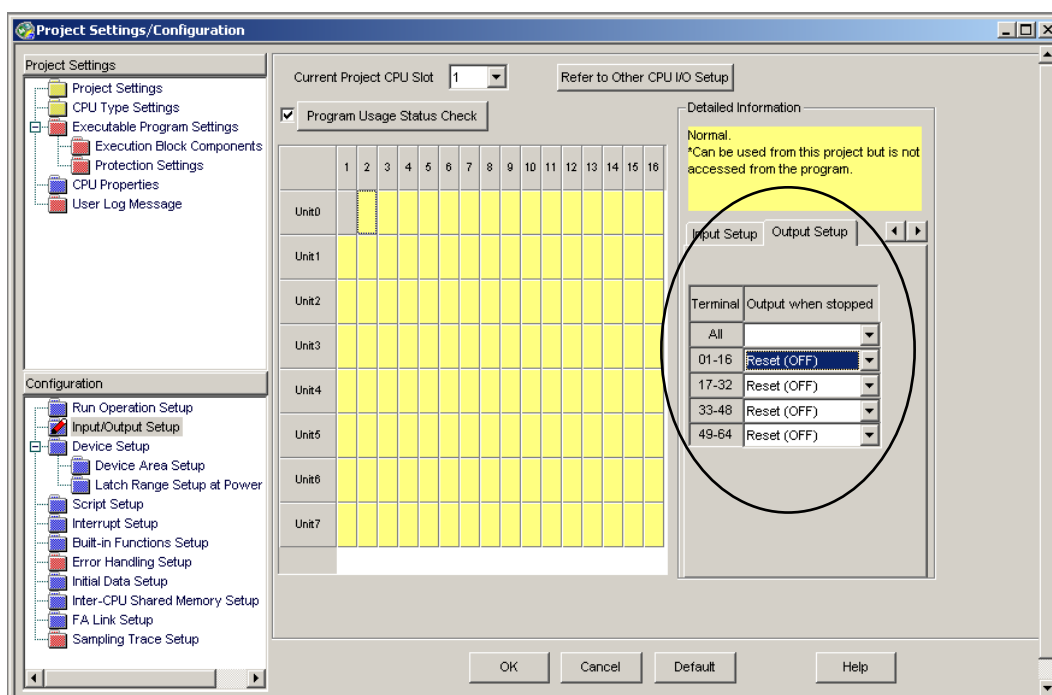 Project Settings/Configuration
Project Settings
Project Settings
CPU Type Settings
Executable Program Settings
Execution Block Components
Protection Settings
CPU Properties
User Log Message
Configuration
Run Operation Setup
Input/Output Setup
Device Setup
Device Area Setup
Latch Range Setup at Power
Script Setup
Interrupt Setup
Built-in Functions Setup
Error Handling Setup
Initial Data Setup
Inter-CPU Shared Memory Setup
FA Link Setup
Sampling Trace Setup
Current Project CPU Slot 1 Refer to Other CPU I/O Setup
Program Usage Status Check
1 2 3 4 5 6 7 8 9 10 11 12 13 14 15 16
Unit0
Unit1
Unit2
Unit3
Unit4
Unit5
Unit6
Unit7
Detailed Information
Normal.
*Can be used from this project but is not
accessed from the program.
Input Setup Output Setup
Terminal Output when stopped
All
01-16 Reset (OFF)
17-32 Reset (OFF)
33-48 Reset (OFF)
49-64 Reset (OFF)
OK Cancel Default Help